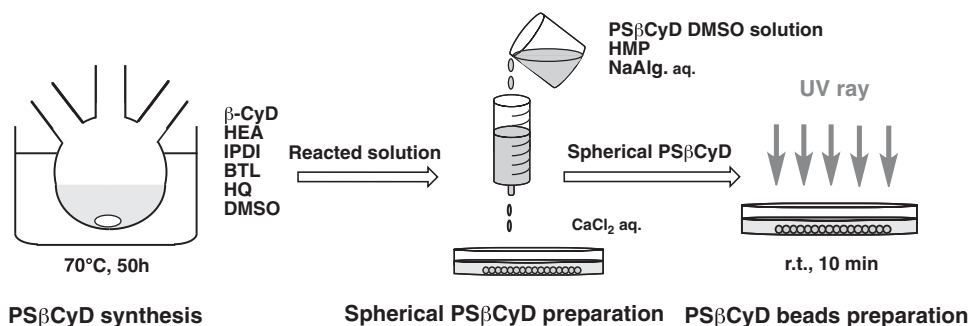 PSβCyD DMSO solution
HMP
NaAlg. aq.
UV ray
β-CyD
HEA
IPDI
BTL
HQ
DMSO
Reacted solution
Spherical PSβCyD
CaCl₂ aq.
70°C, 50h
r.t., 10 min
PSβCyD synthesis
Spherical PSβCyD preparation
PSβCyD beads preparation